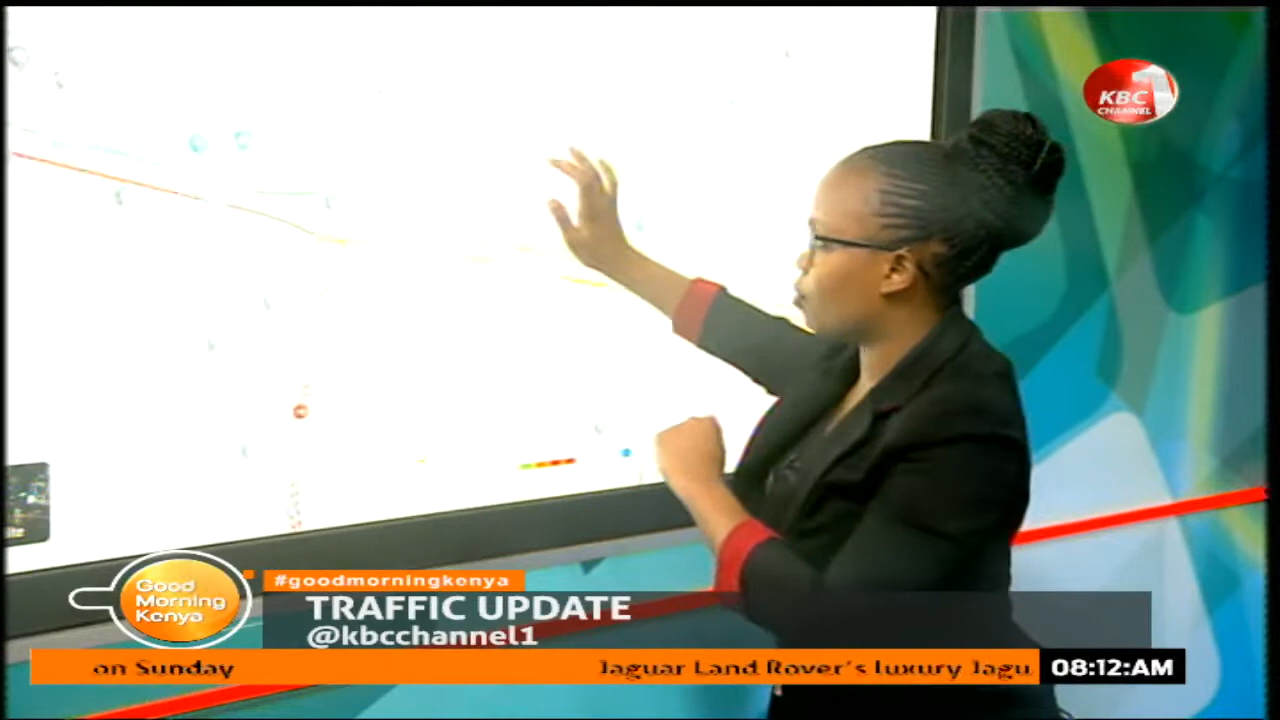 KBC 1
CHANNEL
Good
Morning
Kenya
#goodmorningkenya
TRAFFIC UPDATE
@kbcchannel1
on Sunday Jaguar Land Rover's luxury Jagu
08:12:AM